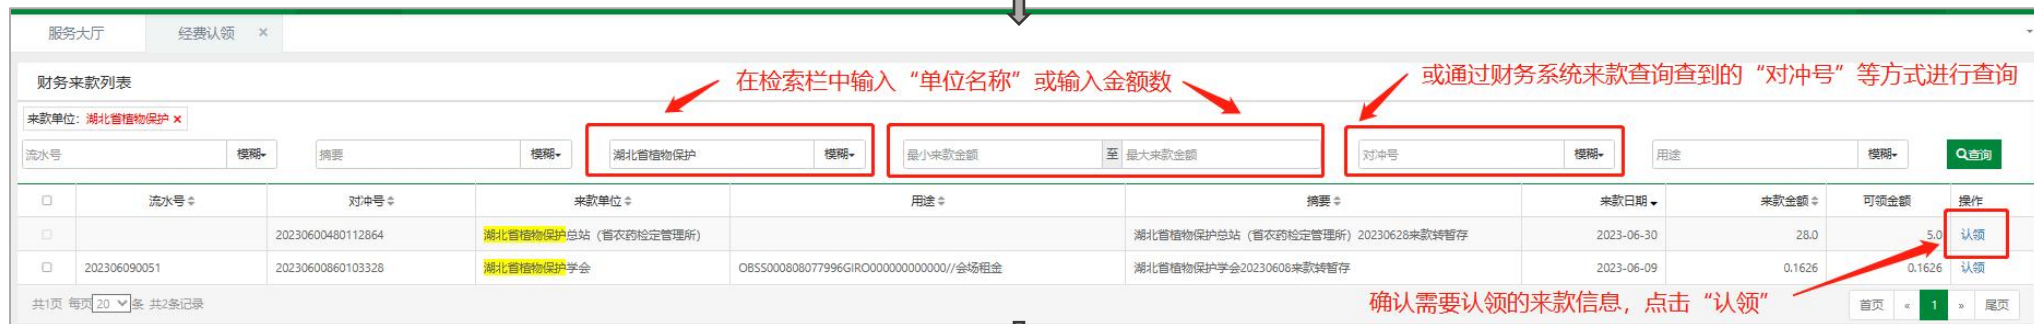 服务大厅 经费认领 ×
财务来款列表
在检索栏中输入“单位名称”或输入金额数
或通过财务系统来款查询查到的“对冲号”等方式进行查询
来款单位：湖北省植物保护 ×
流水号 模糊 摘要 模糊 湖北省植物保护 模糊 最小来款金额 至 最大来款金额 对冲号 模糊 用途 模糊 查询
流水号 对冲号 来款单位 用途 摘要 来款日期 来款金额 可领金额 操作
20230600480112864 湖北省植物保护总站（省农药检定管理所） 湖北省植物保护总站（省农药检定管理所）20230628来款转暂存 2023-06-30 28.0 5.0 认领
202306090051 20230600860103328 湖北省植物保护学会 OBSS000808077996GIRO000000000000//会场租金 湖北省植物保护学会20230608来款转暂存 2023-06-09 0.1626 0.1626 认领
共1页 每页 20 条 共2条记录
确认需要认领的来款信息，点击“认领”
首页 « 1 » 尾页